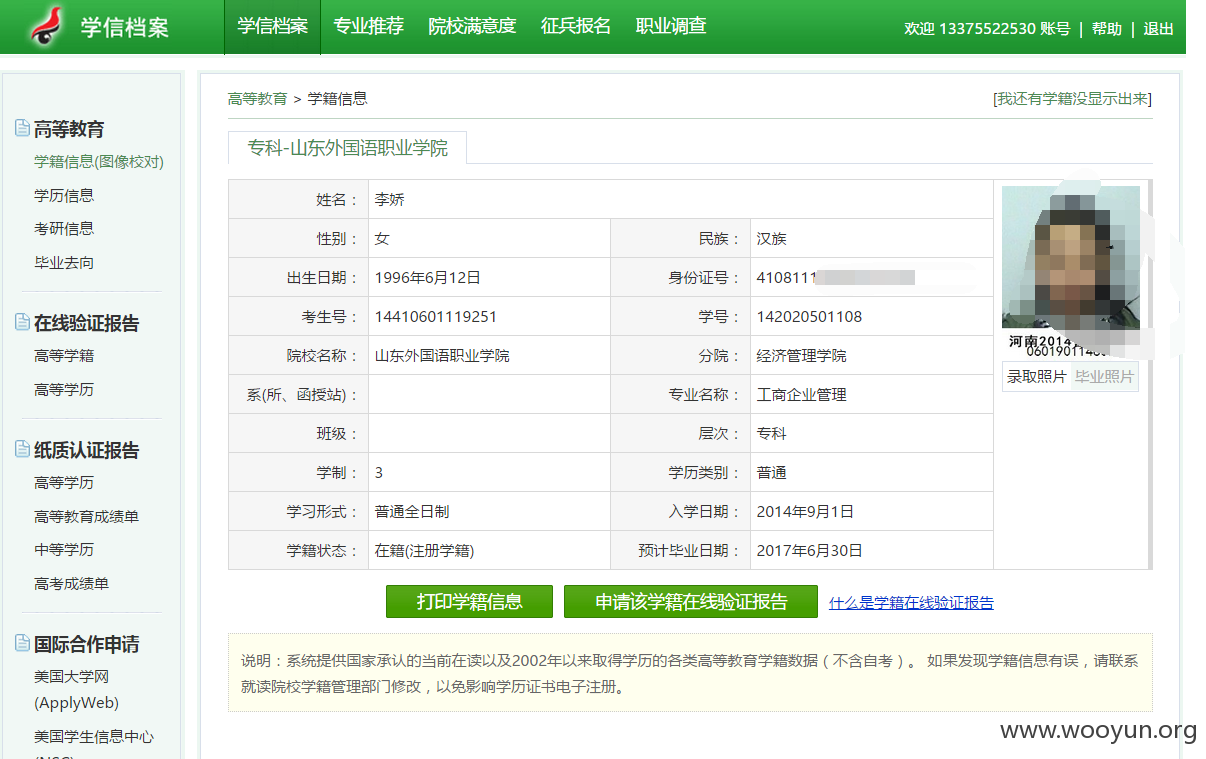 学信档案
学信档案 专业推荐 院校满意度 征兵报名 职业调查
欢迎 13375522530 账号 | 帮助 | 退出
高等教育
学籍信息(图像校对)
学历信息
考研信息
毕业去向
在线验证报告
高等学籍
高等学历
纸质认证报告
高等学历
高等教育成绩单
中等学历
高考成绩单
国际合作申请
美国大学网
(ApplyWeb)
美国学生信息中心
高等教育 > 学籍信息
[我还有学籍没显示出来]
专科-山东外国语职业学院
姓名： 李娇
性别： 女 民族： 汉族
出生日期： 1996年6月12日 身份证号： 4108111
考生号： 14410601119251 学号： 142020501108
院校名称： 山东外国语职业学院 分院： 经济管理学院
系(所、函授站)： 专业名称： 工商企业管理
班级： 层次： 专科
学制： 3 学历类别： 普通
学习形式： 普通全日制 入学日期： 2014年9月1日
学籍状态： 在籍(注册学籍) 预计毕业日期： 2017年6月30日
河南2014
录取照片 毕业照片
打印学籍信息 申请该学籍在线验证报告 什么是学籍在线验证报告
说明：系统提供国家承认的当前在读以及2002年以来取得学历的各类高等教育学籍数据（不含自考）。 如果发现学籍信息有误，请联系
就读院校学籍管理部门修改，以免影响学历证书电子注册。
www.wooyun.org